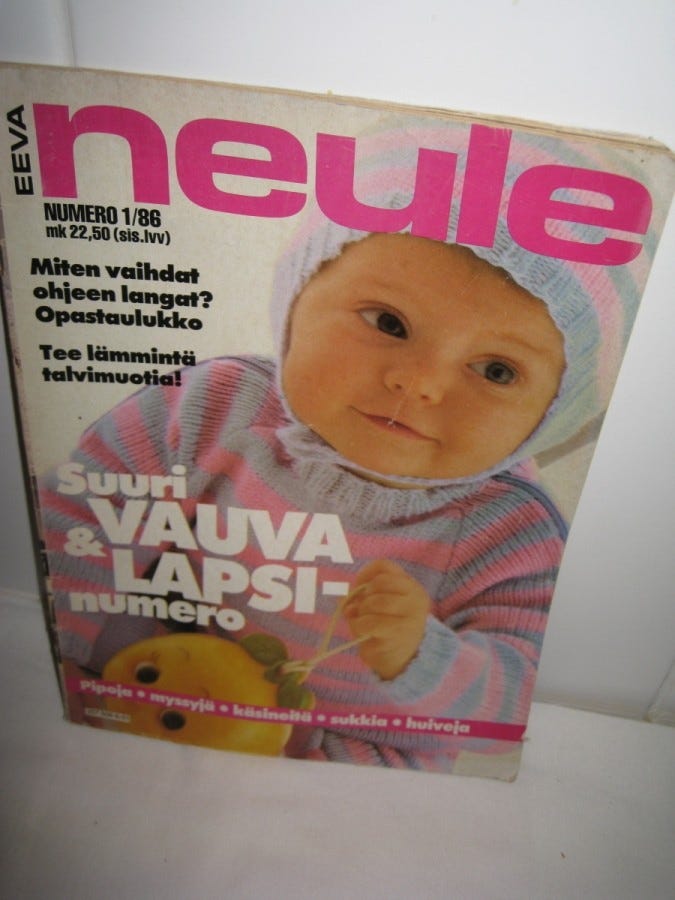 EEVA
neule
NUMERO 1/86
mk 22,50 (sis.lvv)
Miten vaihdat
ohjeen langat?
Opastaulukko
Tee lämmintä
talvimuotia!
Suuri
VAUVA
& LAPSI-
numero
pipoja • myssyjä • käsineitä • sukkia • huiveja